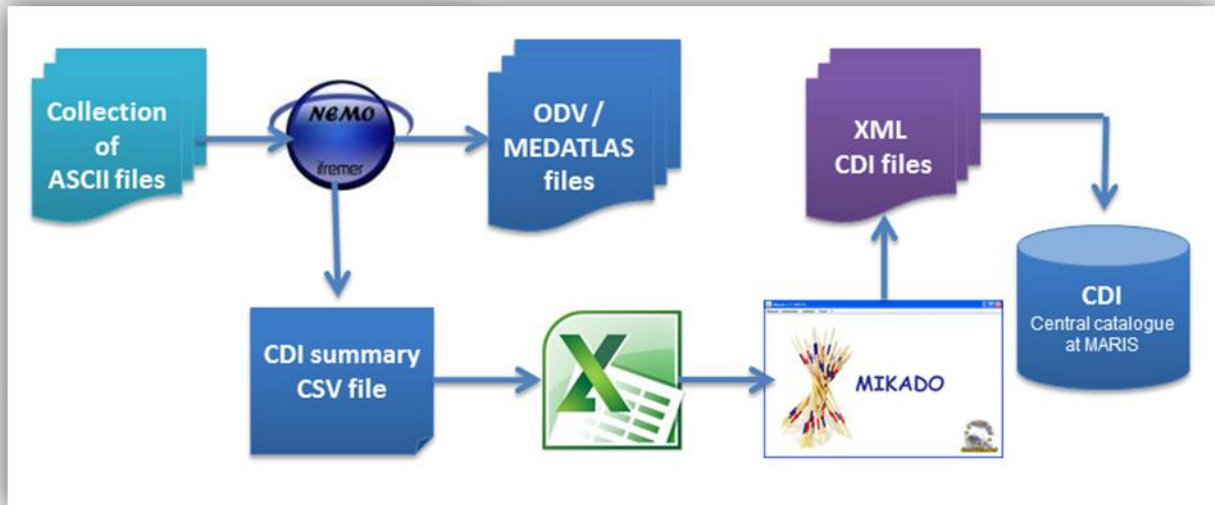 Collection
of
ASCII files
NEMO
ifremer
ODV /
MEDATLAS
files
XML
CDI files
CDI summary
CSV file
X
MIKADO
CDI
Central catalogue
at MARIS